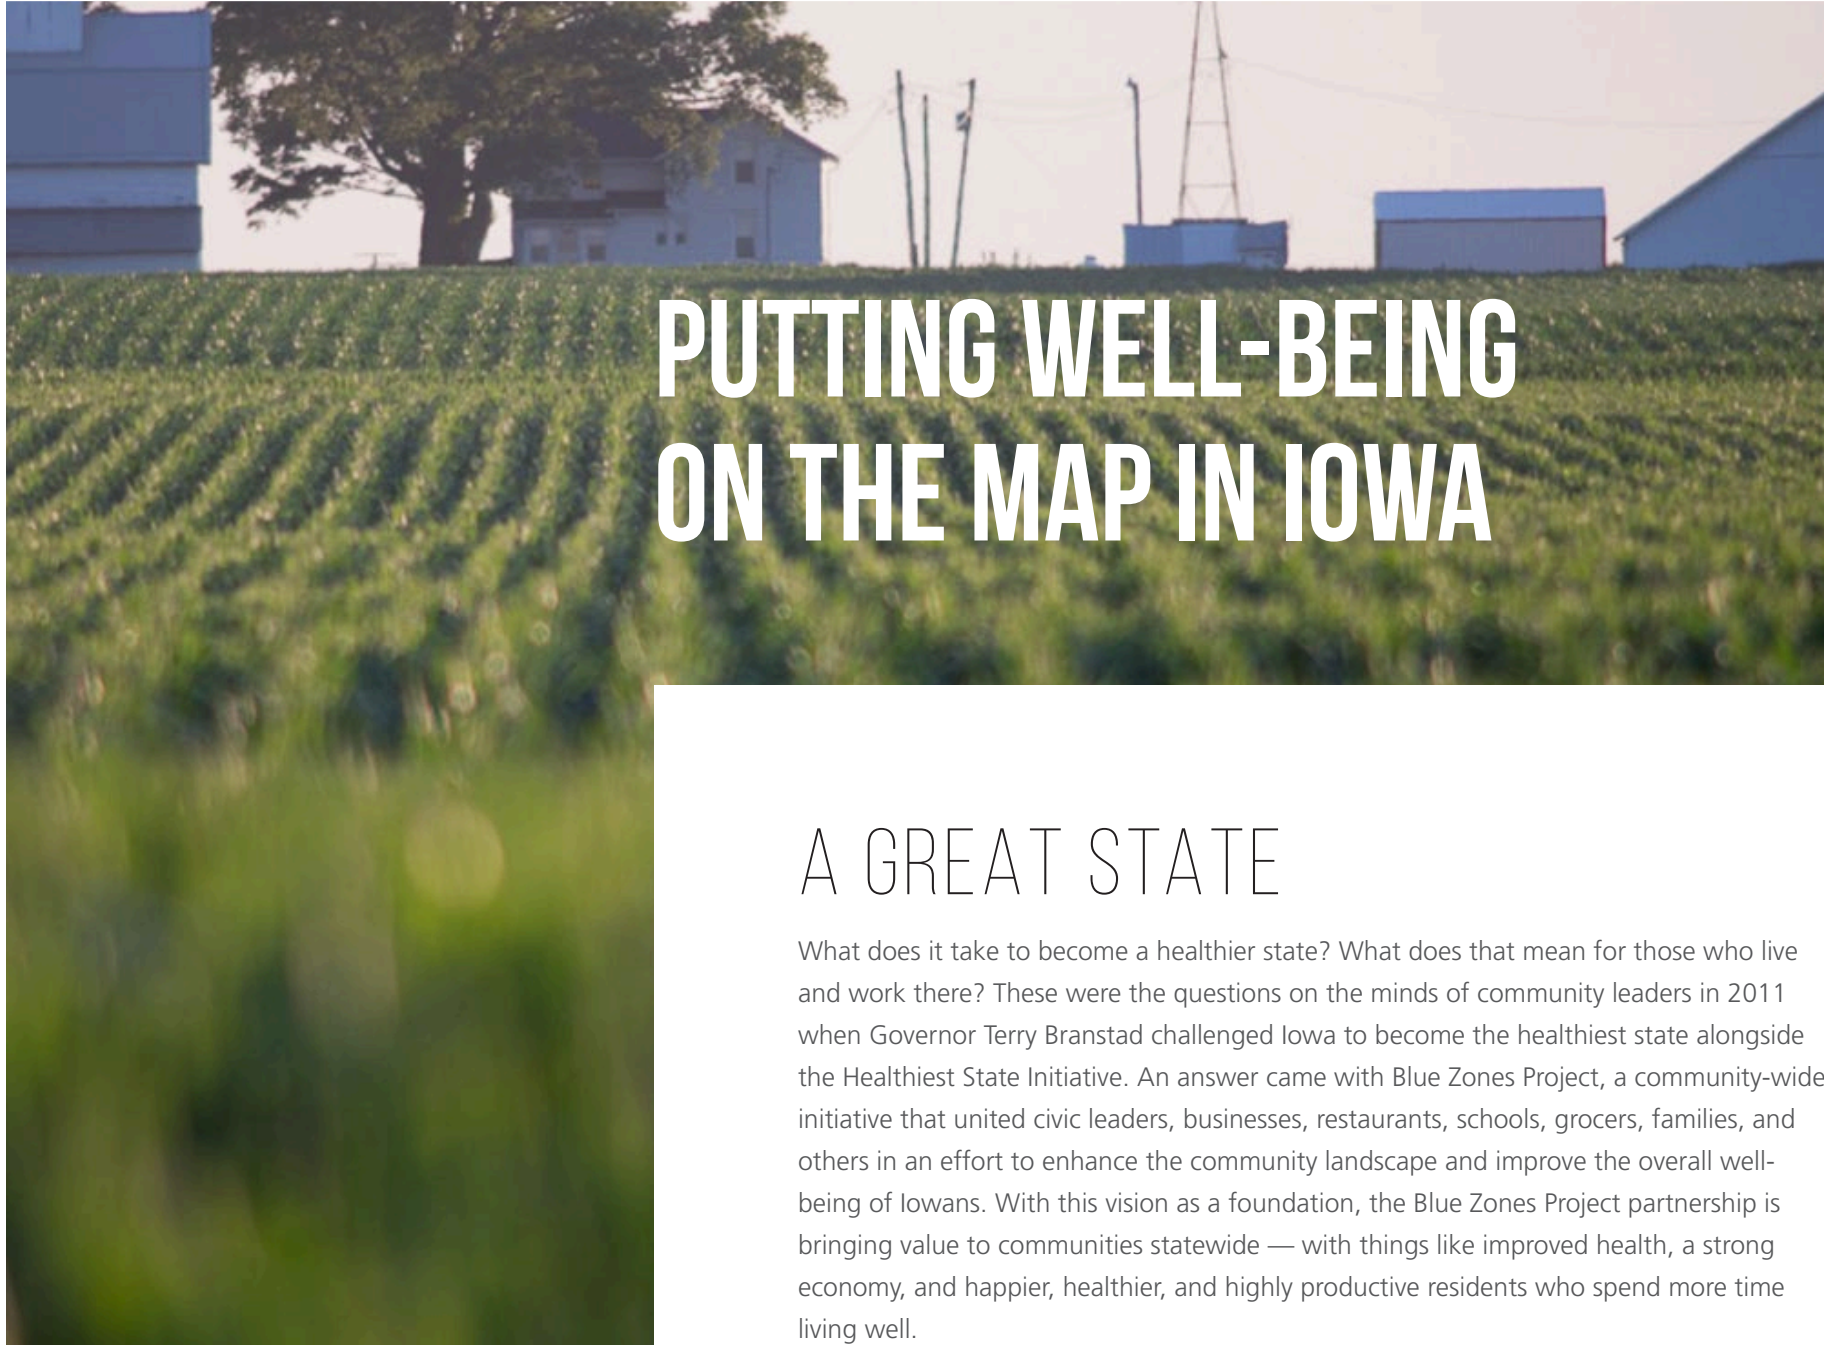 PUTTING WELL-BEING
ON THE MAP IN IOWA
A GREAT STATE
What does it take to become a healthier state? What does that mean for those who live
and work there? These were the questions on the minds of community leaders in 2011
when Governor Terry Branstad challenged Iowa to become the healthiest state alongside
the Healthiest State Initiative. An answer came with Blue Zones Project, a community-wide
initiative that united civic leaders, businesses, restaurants, schools, grocers, families, and
others in an effort to enhance the community landscape and improve the overall well-
being of Iowans. With this vision as a foundation, the Blue Zones Project partnership is
bringing value to communities statewide — with things like improved health, a strong
economy, and happier, healthier, and highly productive residents who spend more time
living well.